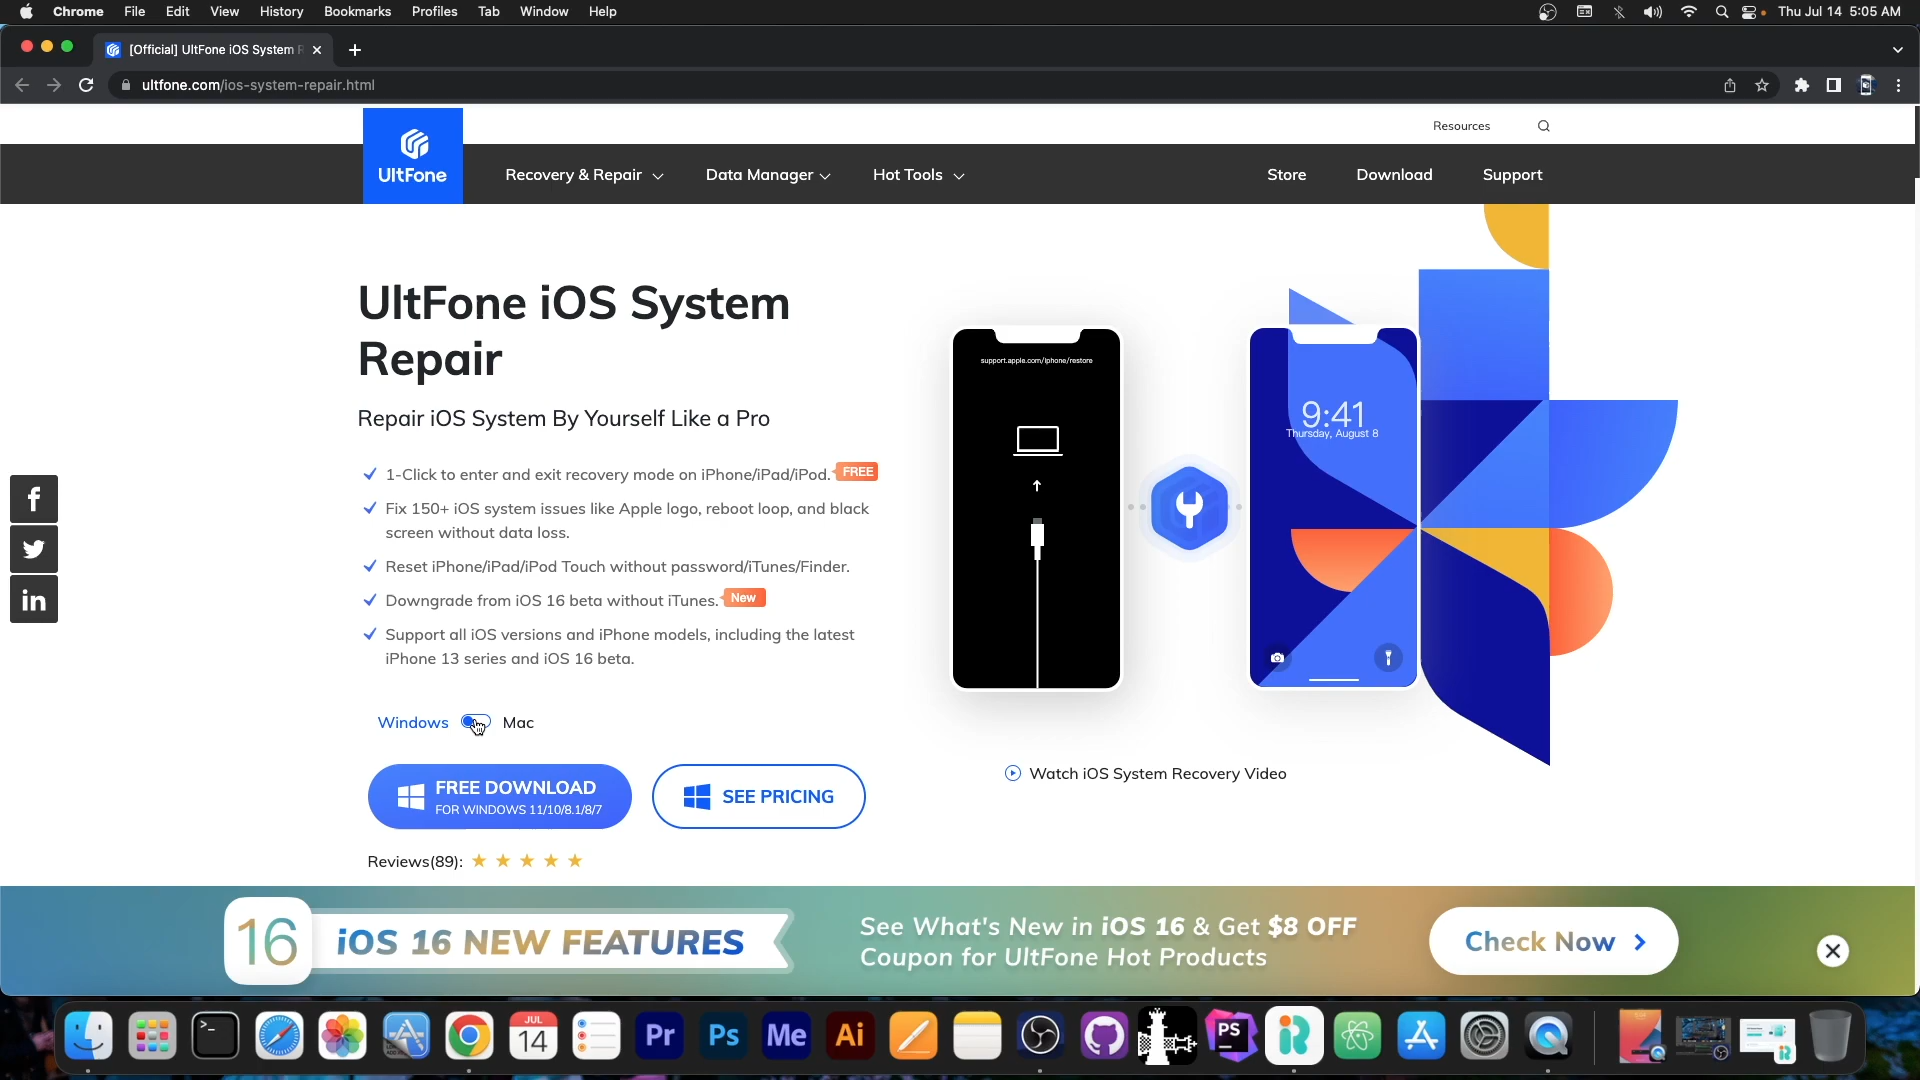 Chrome File Edit View History Bookmarks Profiles Tab Window Help
Thu Jul 14 5:05 AM
[Official] UltFone iOS System R
ultfone.com/ios-system-repair.html
Resources
UltFone
Recovery & Repair Data Manager Hot Tools Store Download Support
UltFone iOS System
Repair
Repair iOS System By Yourself Like a Pro
1-Click to enter and exit recovery mode on iPhone/iPad/iPod. FREE
Fix 150+ iOS system issues like Apple logo, reboot loop, and black
screen without data loss.
Reset iPhone/iPad/iPod Touch without password/iTunes/Finder.
Downgrade from iOS 16 beta without iTunes. New
Support all iOS versions and iPhone models, including the latest
iPhone 13 series and iOS 16 beta.
support.apple.com/iphone/restore
9:41
Thursday, August 8
Windows Mac
FREE DOWNLOAD
FOR WINDOWS 11/10/8.1/8/7
SEE PRICING
Watch iOS System Recovery Video
Reviews(89):
f
in
16
iOS 16 NEW FEATURES
See What's New in iOS 16 & Get $8 OFF
Coupon for UltFone Hot Products
Check Now
JUL
14
Pr Ps Me Ai
PS